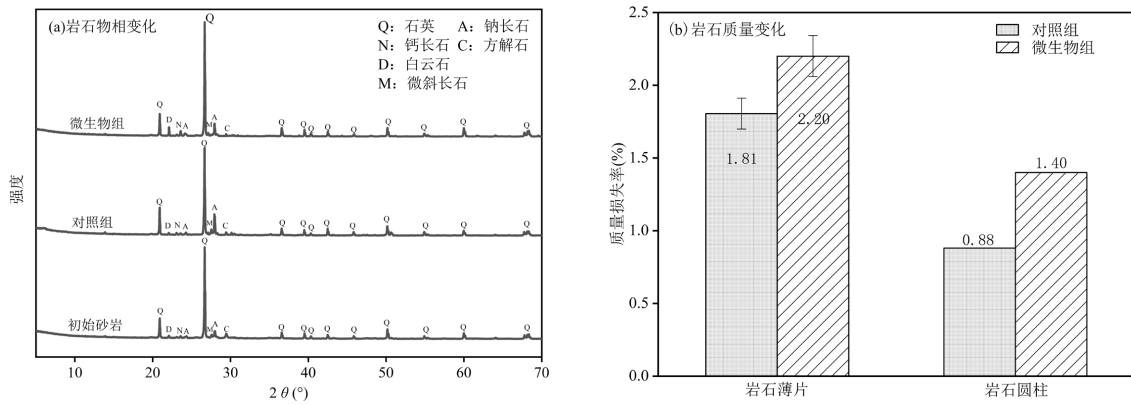 (a)岩石物相变化
Q：石英 A：钠长石
N：钙长石 C：方解石
D：白云石
M：微斜长石
Q
Q D N A M A C Q Q Q Q Q Q Q Q Q
微生物组
Q
Q D N A M A C Q Q Q Q Q Q Q Q Q
对照组
Q
Q D N A M A C Q Q Q Q Q Q Q Q Q
初始砂岩
强度
10 20 30 40 50 60 70
2 θ (°)
(b)岩石质量变化
对照组
微生物组
质量损失率(%)
2.5
2.0
1.5
1.0
0.5
0.0
1.81
2.20
0.88
1.40
岩石薄片 岩石圆柱